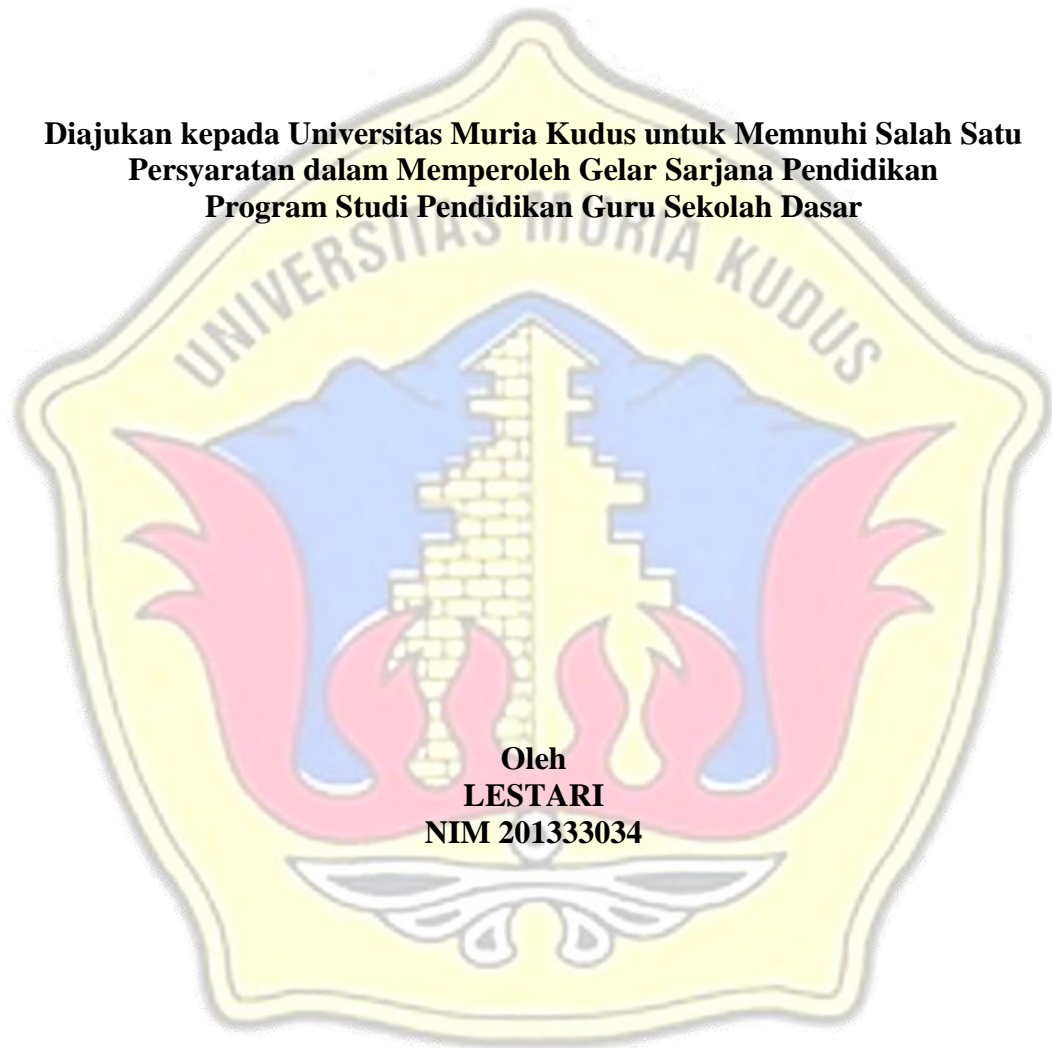 Diajukan kepada Universitas Muria Kudus untuk Memnuhi Salah Satu
Persyaratan dalam Memperoleh Gelar Sarjana Pendidikan
Program Studi Pendidikan Guru Sekolah Dasar
UNIVERSITAS MURIA KUDUS
Oleh
LESTARI
NIM 201333034